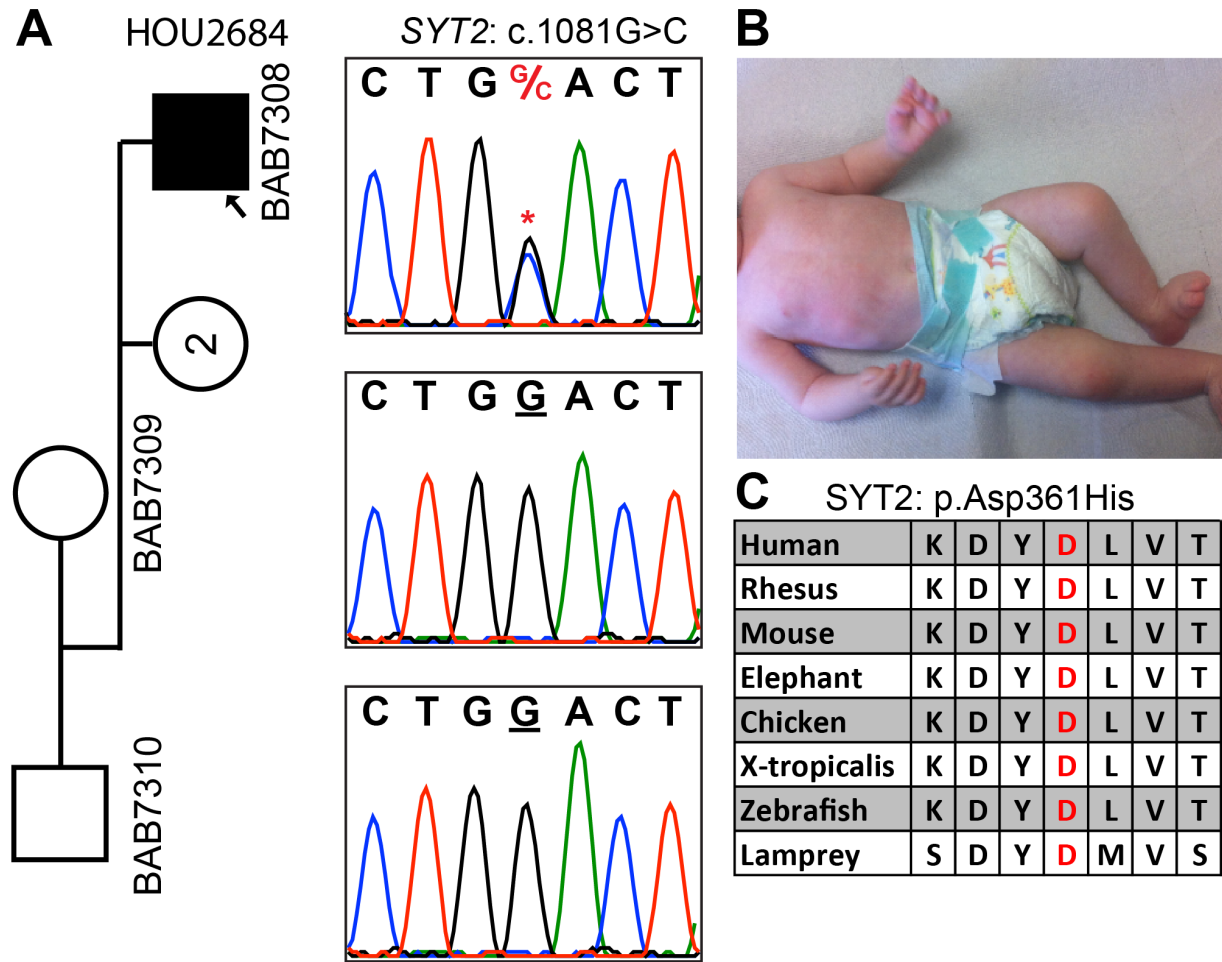 A
HOU2684
BAB7308
2
BAB7309
BAB7310
SYT2: c.1081G>C
C T G G/C A C T
*
C T G G A C T
C T G G A C T
B
C
SYT2: p.Asp361His
Human K D Y D L V T
Rhesus K D Y D L V T
Mouse K D Y D L V T
Elephant K D Y D L V T
Chicken K D Y D L V T
X-tropicalis K D Y D L V T
Zebrafish K D Y D L V T
Lamprey S D Y D M V S